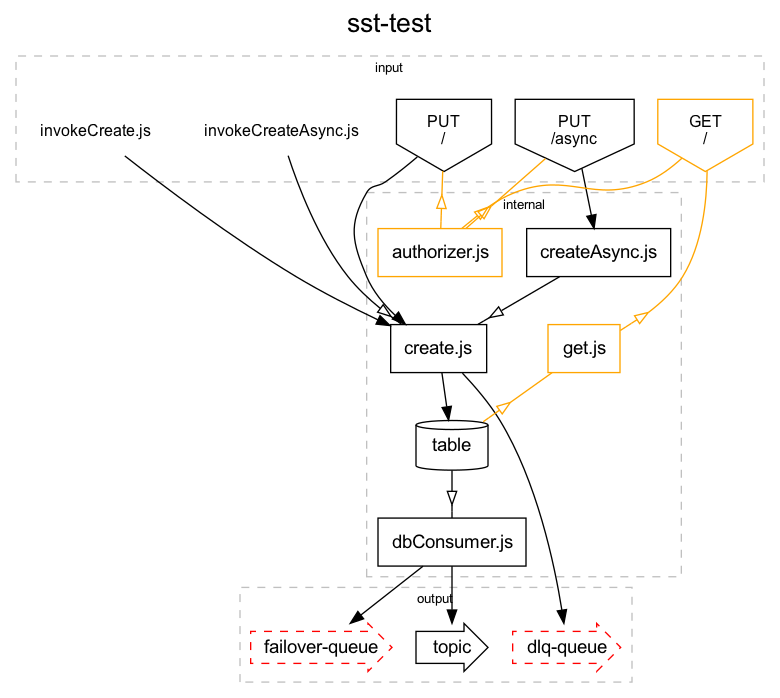 sst-test
input
invokeCreate.js
invokeCreateAsync.js
PUT
/
PUT
/async
GET
/
internal
authorizer.js
createAsync.js
create.js
get.js
table
dbConsumer.js
output
failover-queue
topic
dlq-queue